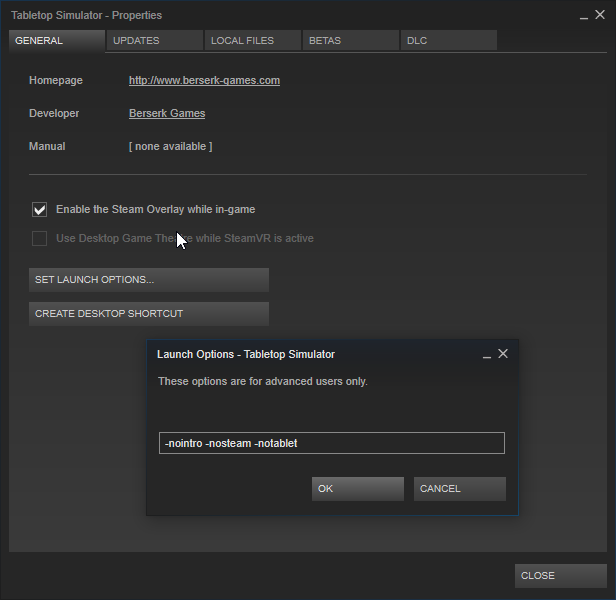 Tabletop Simulator - Properties
GENERAL UPDATES LOCAL FILES BETAS DLC
Homepage http://www.berserk-games.com
Developer Berserk Games
Manual [ none available ]
Enable the Steam Overlay while in-game
Use Desktop Game Theatre while SteamVR is active
SET LAUNCH OPTIONS...
CREATE DESKTOP SHORTCUT
Launch Options - Tabletop Simulator
These options are for advanced users only.
-nointro -nosteam -notablet
OK CANCEL
CLOSE